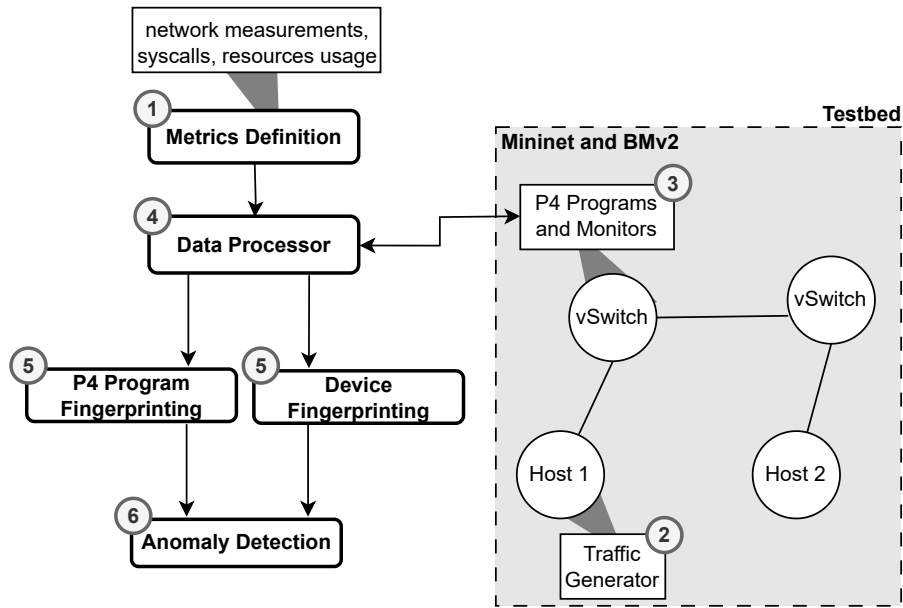 network measurements,
syscalls, resources usage
1
Metrics Definition
4
Data Processor
5
P4 Program
Fingerprinting
5
Device
Fingerprinting
6
Anomaly Detection
Testbed
Mininet and BMv2
3
P4 Programs
and Monitors
vSwitch
vSwitch
Host 1
Host 2
2
Traffic
Generator